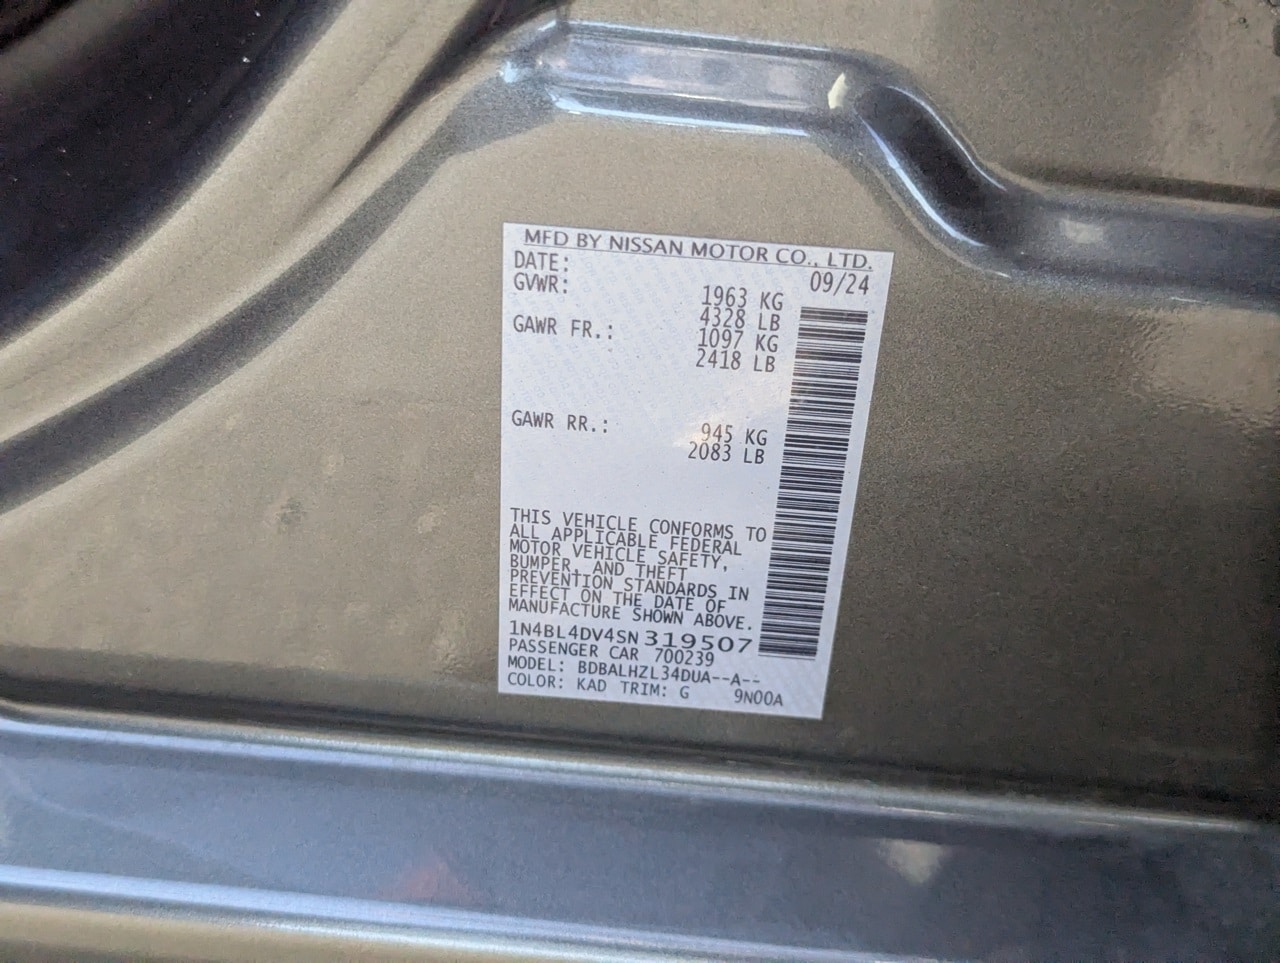 MFD BY NISSAN MOTOR CO., LTD.
DATE: 09/24
GVWR: 1963 KG
4328 LB
GAWR FR.: 1097 KG
2418 LB
GAWR RR.: 945 KG
2083 LB
THIS VEHICLE CONFORMS TO
ALL APPLICABLE FEDERAL
MOTOR VEHICLE SAFETY,
BUMPER, AND THEFT
PREVENTION STANDARDS IN
EFFECT ON THE DATE OF
MANUFACTURE SHOWN ABOVE.
1N4BL4DV4SN319507
PASSENGER CAR 700239
MODEL: BDBALHZL34DUA--A--
COLOR: KAD TRIM: G 9N00A